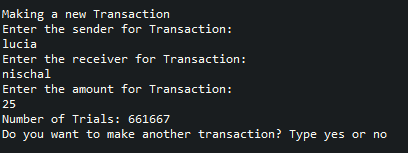 Making a new Transaction
Enter the sender for Transaction:
lucia
Enter the receiver for Transaction:
nischal
Enter the amount for Transaction:
25
Number of Trials: 661667
Do you want to make another transaction? Type yes or no